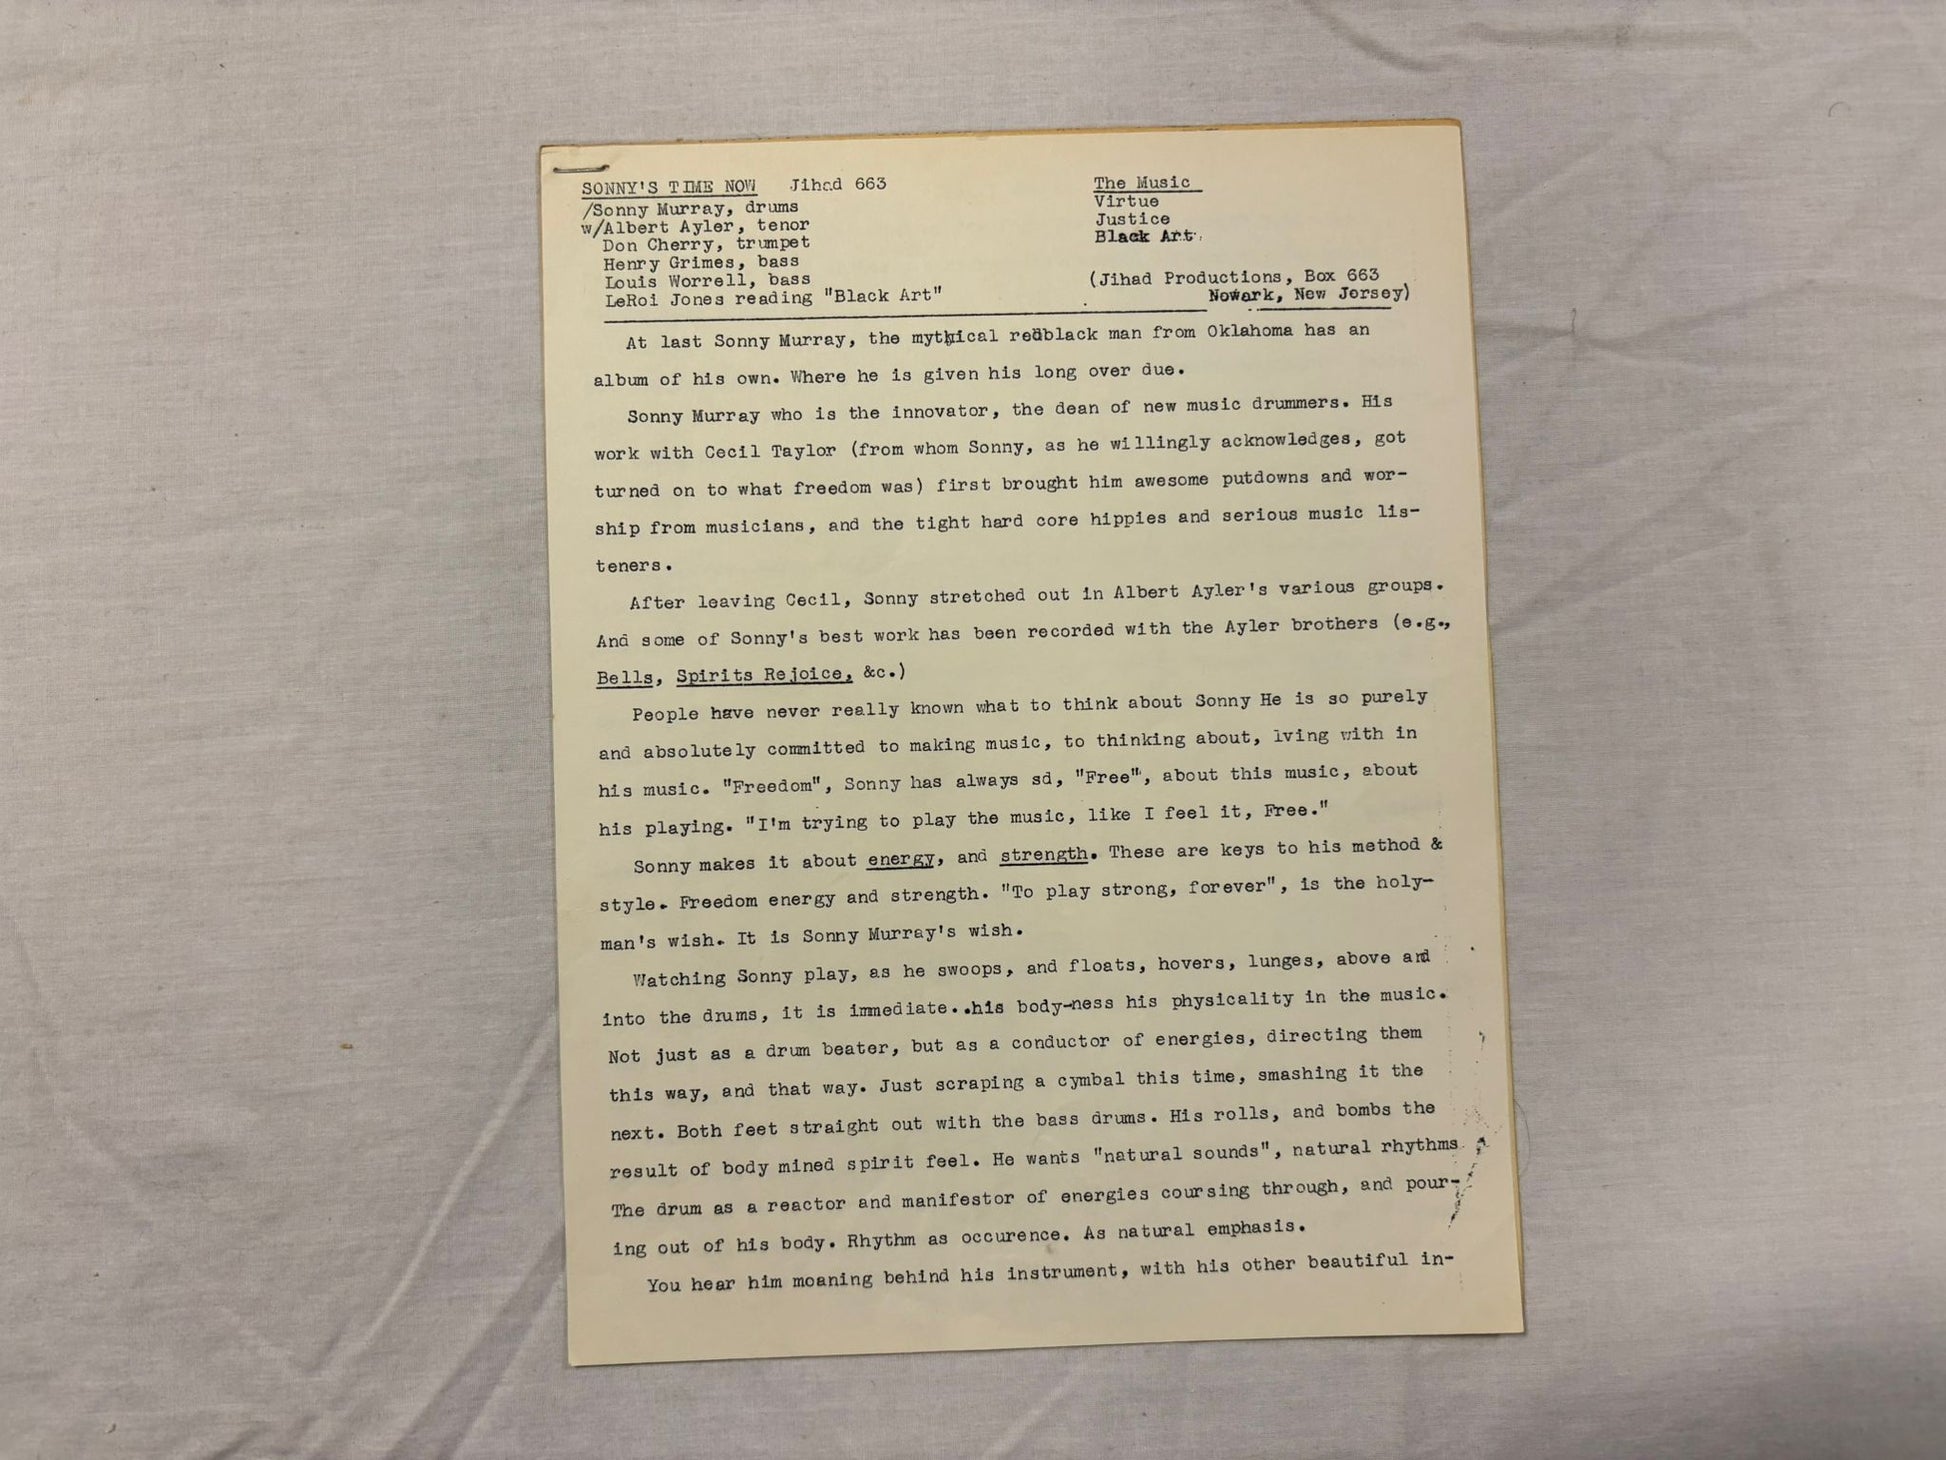 SONNY'S TIME NOW Jihad 663
/Sonny Murray, drums
w/Albert Ayler, tenor
Don Cherry, trumpet
Henry Grimes, bass
Louis Worrell, bass
LeRoi Jones reading "Black Art"
The Music
Virtue
Justice
Black Art
(Jihad Productions, Box 663
Newark, New Jersey)
At last Sonny Murray, the mythical redblack man from Oklahoma has an
album of his own. Where he is given his long over due.
Sonny Murray who is the innovator, the dean of new music drummers. His
work with Cecil Taylor (from whom Sonny, as he willingly acknowledges, got
turned on to what freedom was) first brought him awesome putdowns and wor-
ship from musicians, and the tight hard core hippies and serious music lis-
teners.
After leaving Cecil, Sonny stretched out in Albert Ayler's various groups.
And some of Sonny's best work has been recorded with the Ayler brothers (e.g.,
Bells, Spirits Rejoice, &c.)
People have never really known what to think about Sonny He is so purely
and absolutely committed to making music, to thinking about, lving with in
his music. "Freedom", Sonny has always sd, "Free", about this music, about
his playing. "I'm trying to play the music, like I feel it, Free."
Sonny makes it about energy, and strength. These are keys to his method &
style. Freedom energy and strength. "To play strong, forever", is the holy-
man's wish. It is Sonny Murray's wish.
Watching Sonny play, as he swoops, and floats, hovers, lunges, above and
into the drums, it is immediate..his body-ness his physicality in the music.
Not just as a drum beater, but as a conductor of energies, directing them
this way, and that way. Just scraping a cymbal this time, smashing it the
next. Both feet straight out with the bass drums. His rolls, and bombs the
result of body mined spirit feel. He wants "natural sounds", natural rhythms
The drum as a reactor and manifestor of energies coursing through, and pour-
ing out of his body. Rhythm as occurence. As natural emphasis.
You hear him moaning behind his instrument, with his other beautiful in-